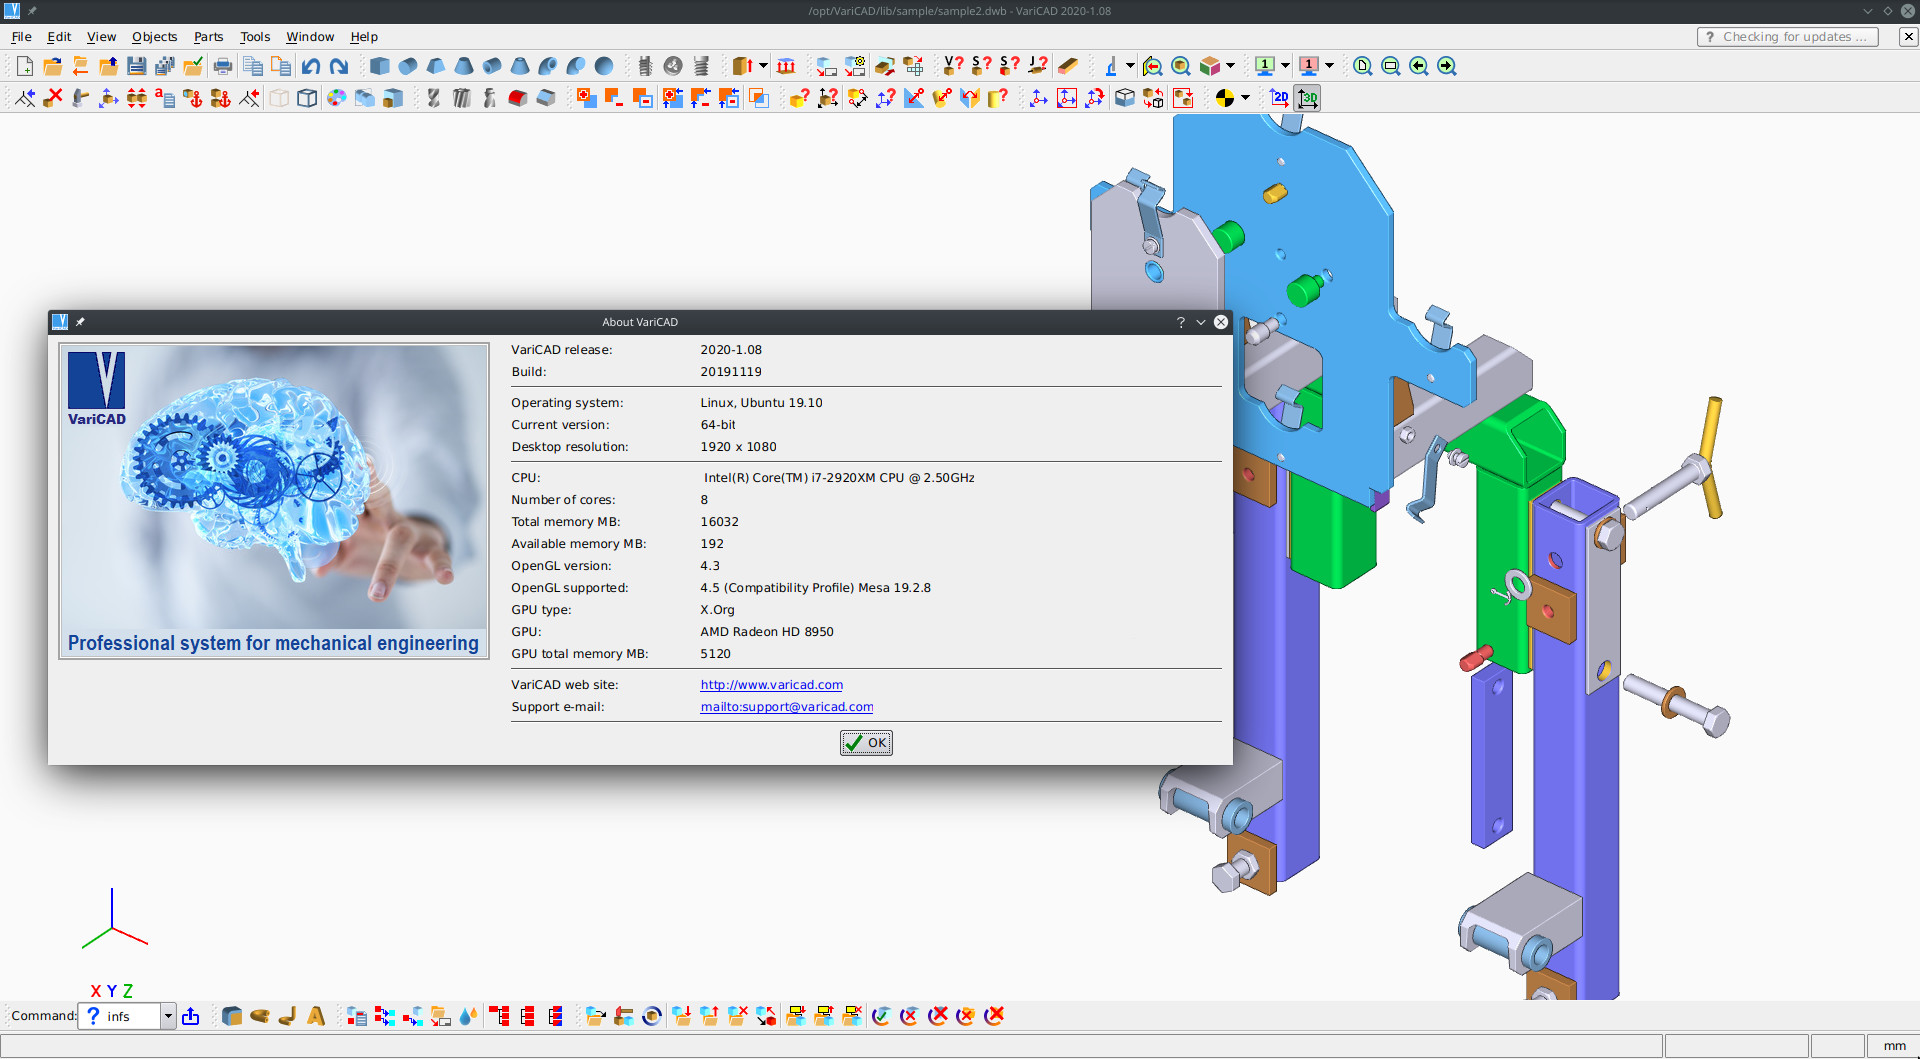 /opt/VariCAD/lib/sample/sample2.dwb - VariCAD 2020-1.08
File Edit View Objects Parts Tools Window Help
? Checking for updates ...
V? S? S? J?
1 1
2D 3D
About VariCAD
VariCAD
Professional system for mechanical engineering
VariCAD release: 2020-1.08
Build: 20191119
Operating system: Linux, Ubuntu 19.10
Current version: 64-bit
Desktop resolution: 1920 x 1080
CPU: Intel(R) Core(TM) i7-2920XM CPU @ 2.50GHz
Number of cores: 8
Total memory MB: 16032
Available memory MB: 192
OpenGL version: 4.3
OpenGL supported: 4.5 (Compatibility Profile) Mesa 19.2.8
GPU type: X.Org
GPU: AMD Radeon HD 8950
GPU total memory MB: 5120
VariCAD web site: http://www.varicad.com
Support e-mail: mailto:support@varicad.com
OK
X Y Z
Command: ? infs
mm